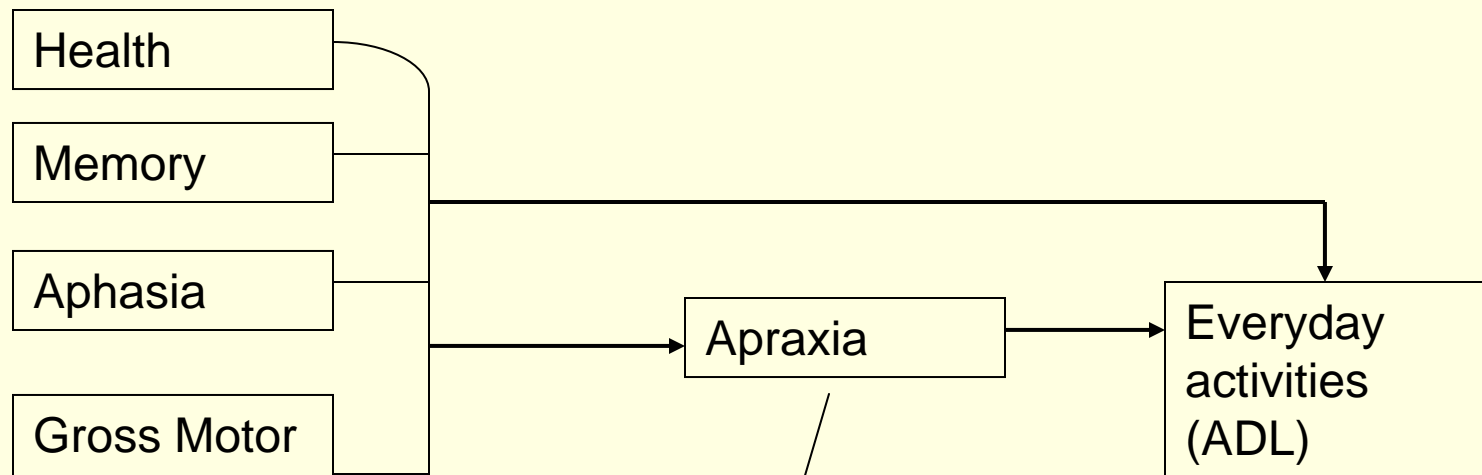 Health
Memory
Aphasia
Gross Motor
Apraxia
Everyday
activities
(ADL)